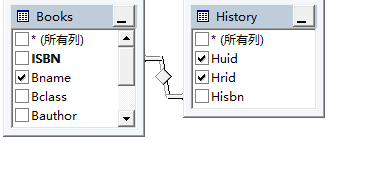 Books
* (所有列)
ISBN
Bname
Bclass
Bauthor
History
* (所有列)
Huid
Hrid
Hisbn